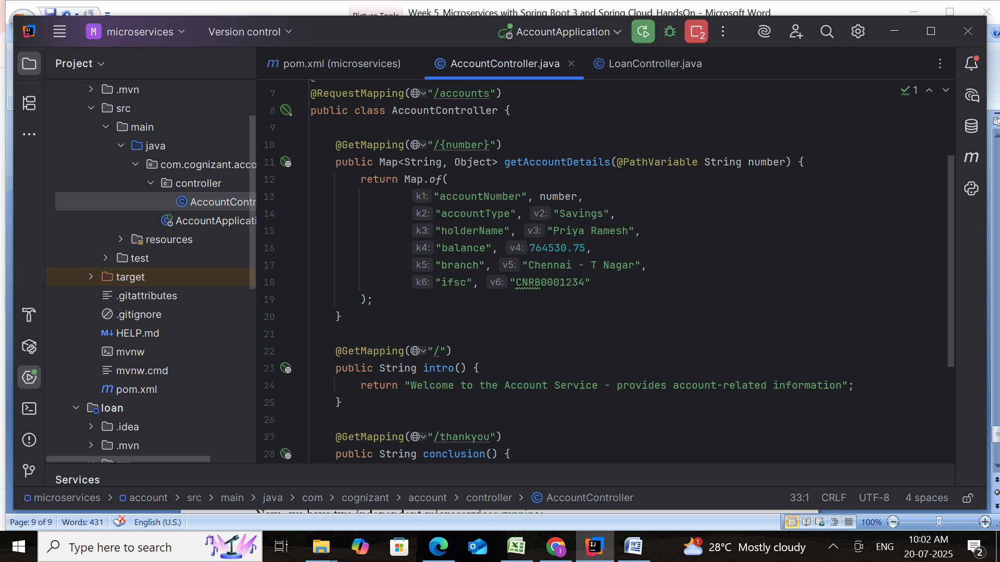 Week 5_Microservices with Spring Boot 3 and Spring Cloud_HandsOn - Microsoft Word
M microservices
Version control
AccountApplication
2
Project
pom.xml (microservices)
AccountController.java
LoanController.java
.mvn
src
main
java
com.cognizant.acco
controller
AccountContr
AccountApplicati
resources
test
target
.gitattributes
.gitignore
HELP.md
mvnw
mvnw.cmd
pom.xml
loan
.idea
.mvn
1
7 @RequestMapping("/accounts")
8 public class AccountController {
9
10 @GetMapping("/{number}")
11 public Map<String, Object> getAccountDetails(@PathVariable String number) {
12 return Map.of(
13 k1: "accountNumber", number,
14 k2: "accountType", v2: "Savings",
15 k3: "holderName", v3: "Priya Ramesh",
16 k4: "balance", v4: 764530.75,
17 k5: "branch", v5: "Chennai - T Nagar",
18 k6: "ifsc", v6: "CNRB0001234"
19 );
20 }
21
22 @GetMapping("/")
23 public String intro() {
24 return "Welcome to the Account Service - provides account-related information";
25 }
26
27 @GetMapping("/thankyou")
28 public String conclusion() {
Services
microservices > account > src > main > java > com > cognizant > account > controller > AccountController
33:1 CRLF UTF-8 4 spaces
Page: 9 of 9 Words: 431 English (U.S.) 100%
Type here to search
1 28°C Mostly cloudy ENG
10:02 AM
20-07-2025
2